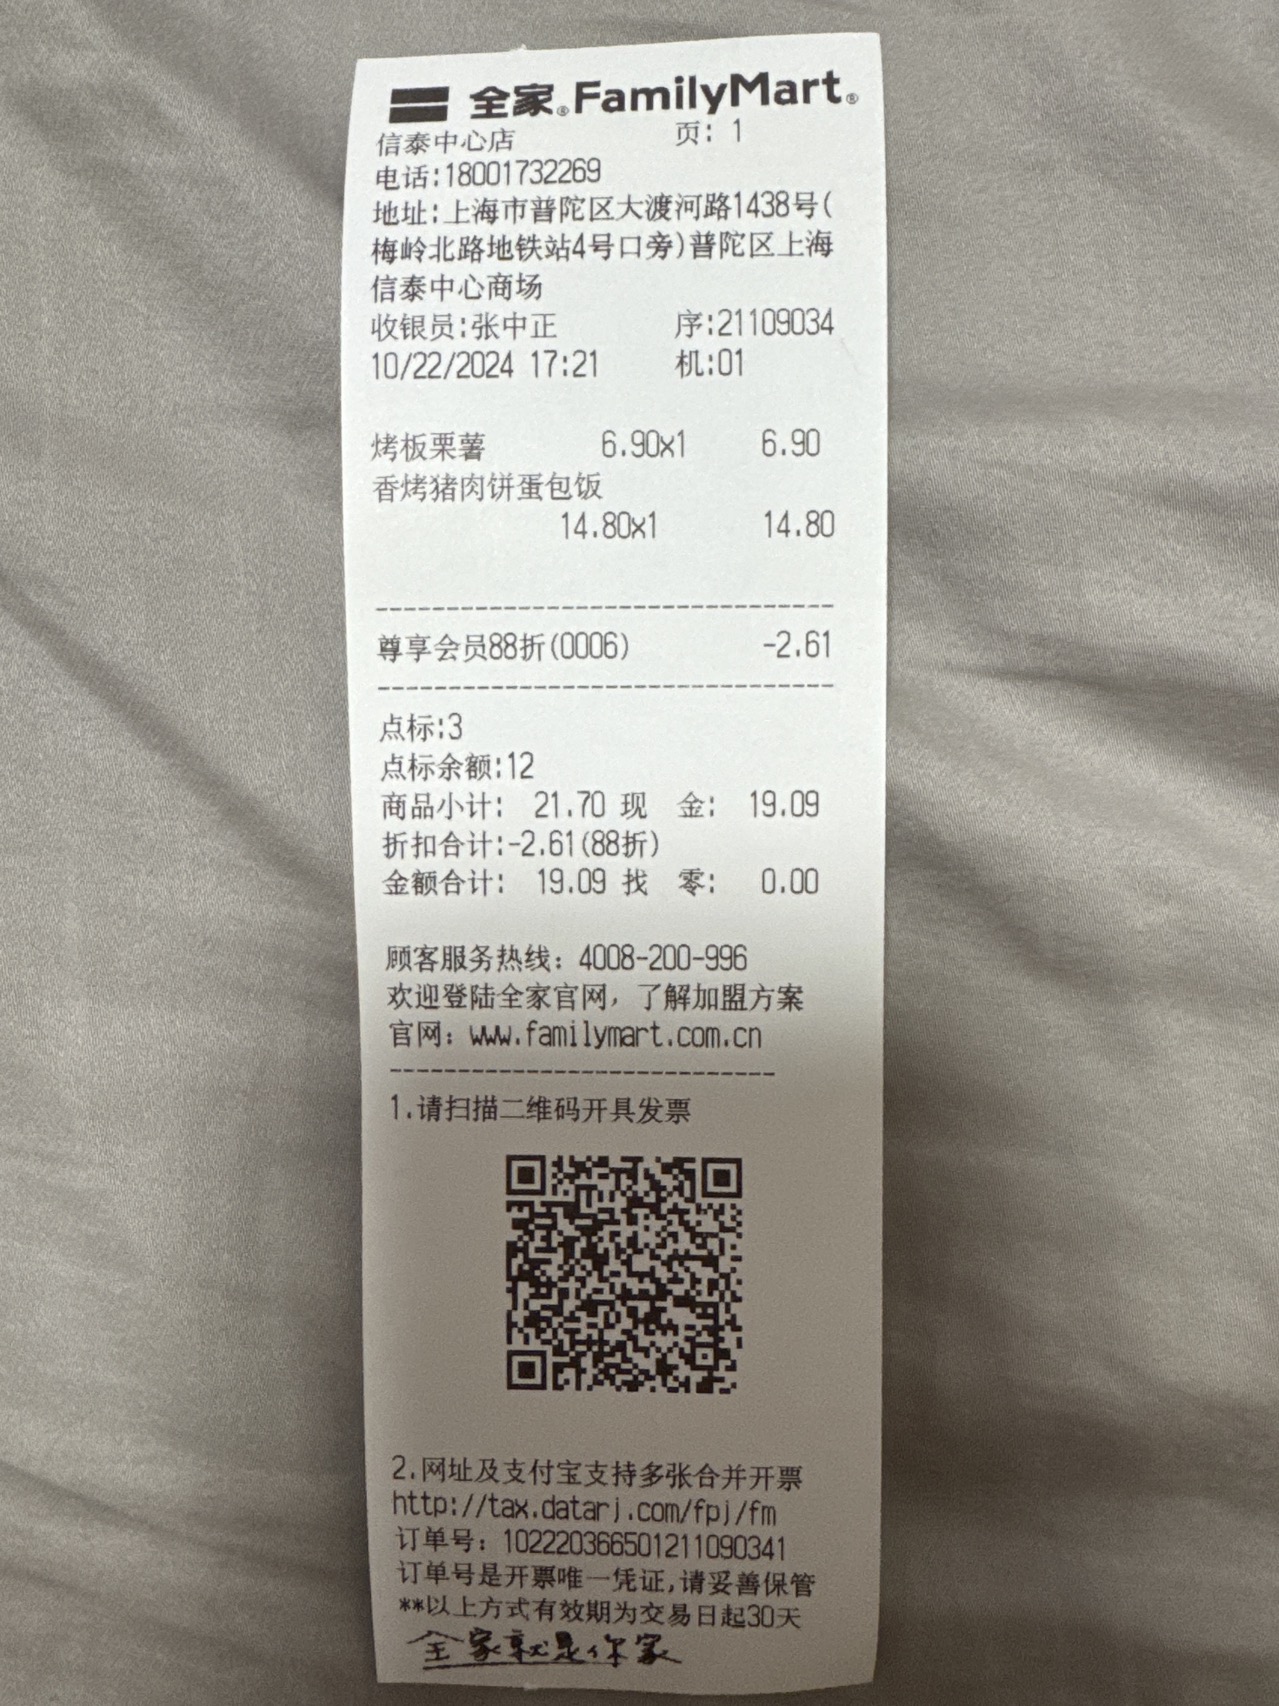 全家®FamilyMart®
信泰中心店 页: 1
电话:18001732269
地址:上海市普陀区大渡河路1438号(
梅岭北路地铁站4号口旁)普陀区上海
信泰中心商场
收银员:张中正 序:21109034
10/22/2024 17:21 机:01
烤板栗薯 6.90x1 6.90
香烤猪肉饼蛋包饭
14.80x1 14.80
--------------------------------
尊享会员88折(0006) -2.61
--------------------------------
点标:3
点标余额:12
商品小计: 21.70 现 金: 19.09
折扣合计:-2.61(88折)
金额合计: 19.09 找 零: 0.00
顾客服务热线: 4008-200-996
欢迎登陆全家官网, 了解加盟方案
官网: www.familymart.com.cn
----------------------------
1.请扫描二维码开具发票
2.网址及支付宝支持多张合并开票
http://tax.datarj.com/fpj/fm
订单号: 102220366501211090341
订单号是开票唯一凭证,请妥善保管
**以上方式有效期为交易日起30天
全家就是你家